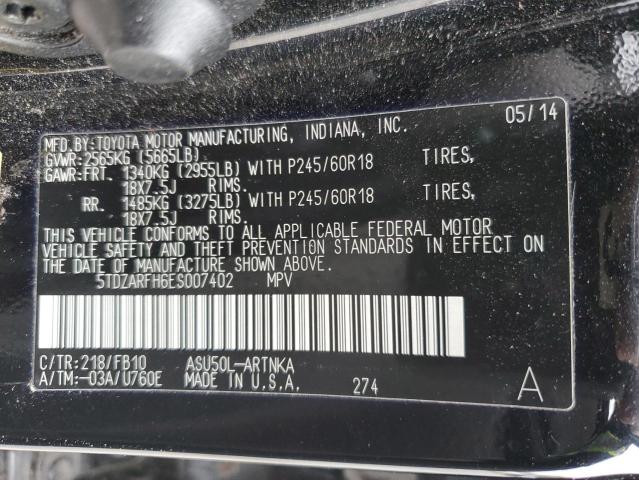 05/14
MFD.BY:TOYOTA MOTOR MANUFACTURING, INDIANA, INC.
GVWR:2565KG (5665LB)
GAWR:FRT. 1340KG (2955LB) WITH P245/60R18 TIRES,
18X7.5J RIMS.
RR. 1485KG (3275LB) WITH P245/60R18 TIRES,
18X7.5J RIMS.
THIS VEHICLE CONFORMS TO ALL APPLICABLE FEDERAL MOTOR
VEHICLE SAFETY AND THEFT PREVENTION STANDARDS IN EFFECT ON
THE DATE OF MANUFACTURE SHOWN ABOVE.
5TDZARFH6ES007402 MPV
C/TR:218/FB10 ASU50L-ARTNKA
A/TM:-03A/U760E MADE IN U.S.A. 274 A